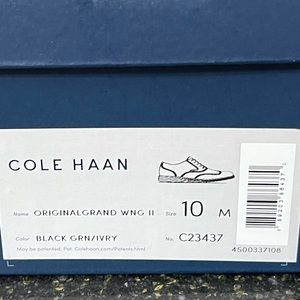 COLE HAAN
Name ORIGINALGRAND WNG II Size 10 M
Color BLACK GRN/IVRY No. C23437
May be patented; Pat. ColeHaan.com/Patents.html
4500337108